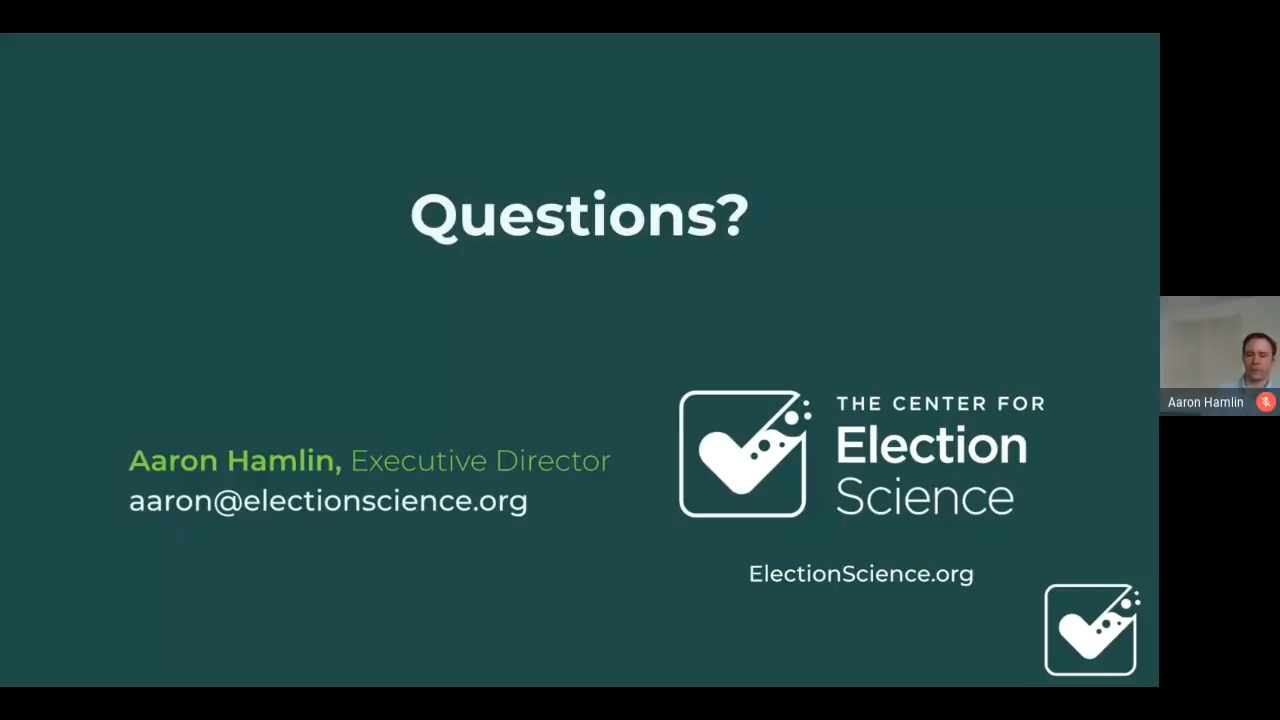 Questions?
Aaron Hamlin, Executive Director
aaron@electionscience.org
THE CENTER FOR
Election
Science
ElectionScience.org
Aaron Hamlin